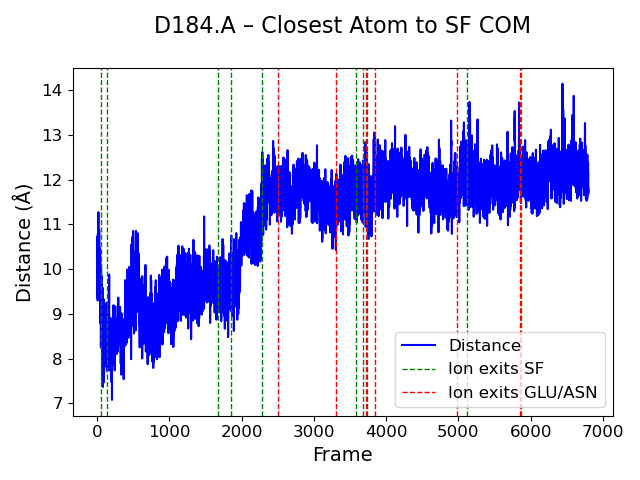 D184.A – Closest Atom to SF COM
14
13
12
11
10
9
8
7
Distance (Å)
0
1000
2000
3000
4000
5000
6000
7000
Frame
Distance
Ion exits SF
Ion exits GLU/ASN